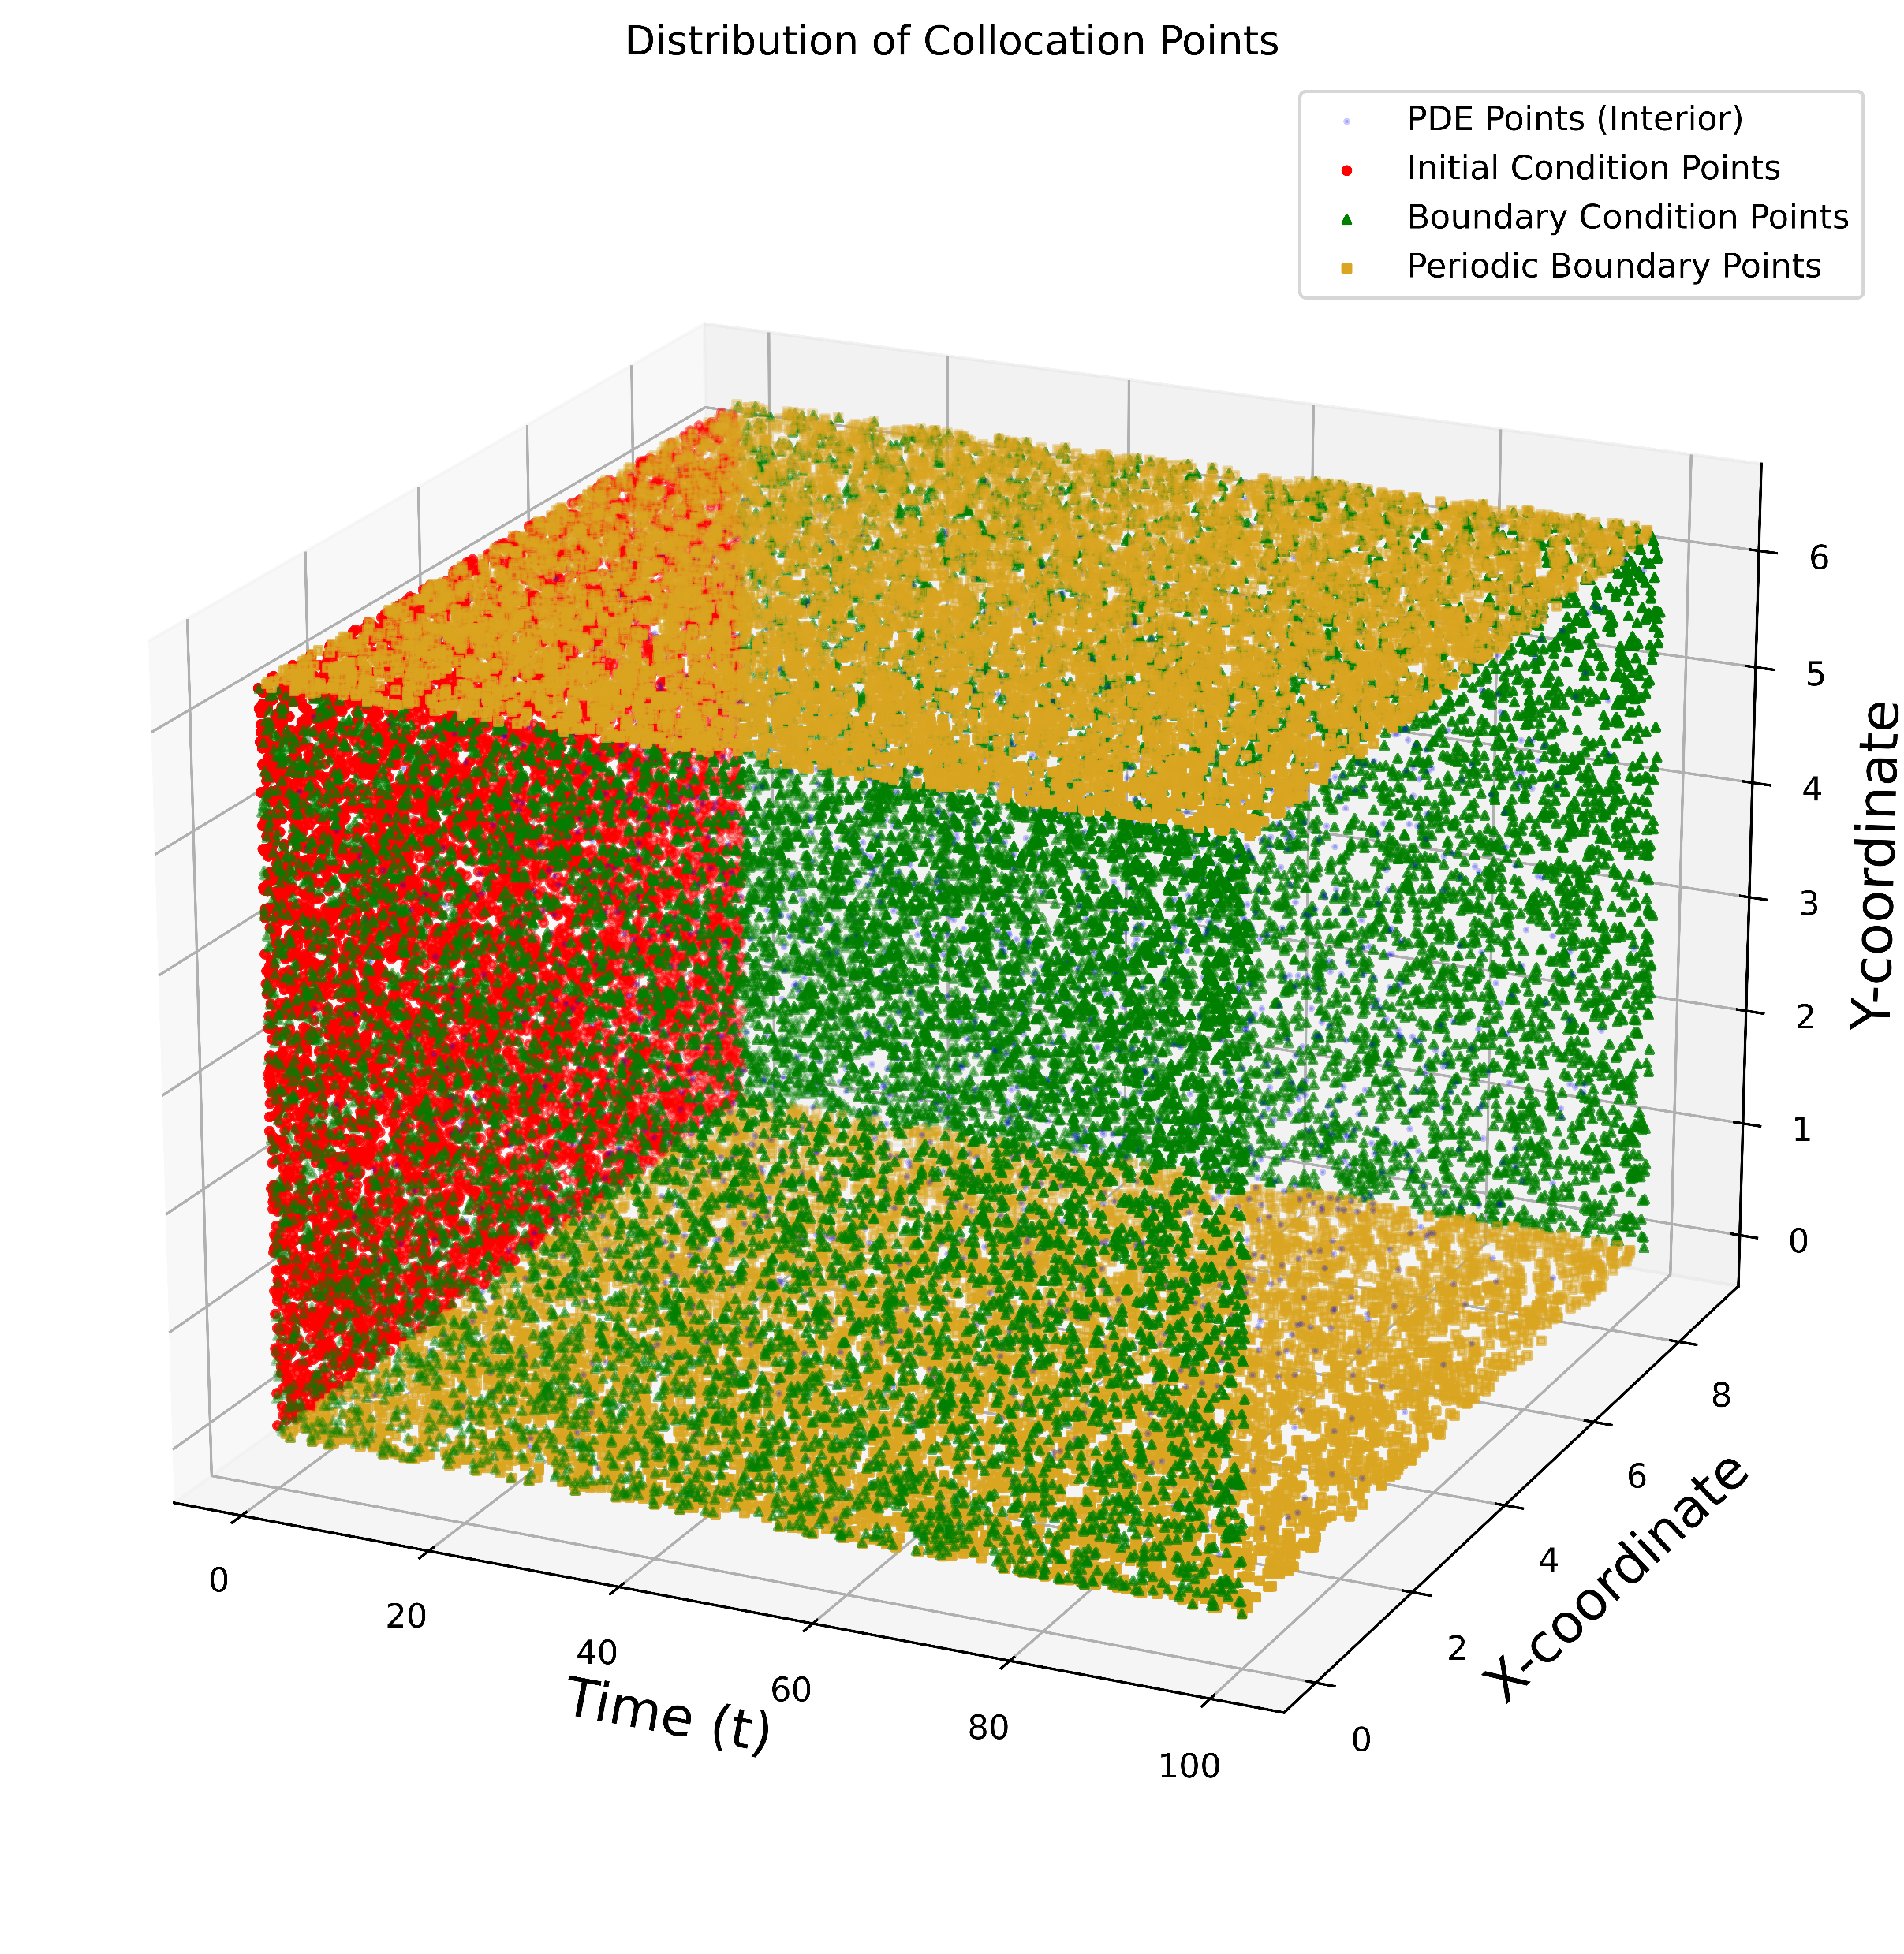 Distribution of Collocation Points
PDE Points (Interior)
Initial Condition Points
Boundary Condition Points
Periodic Boundary Points
6
5
4
3
2
1
0
Y-coordinate
8
6
4
2
0
X-coordinate
0
20
40
60
80
100
Time (t)